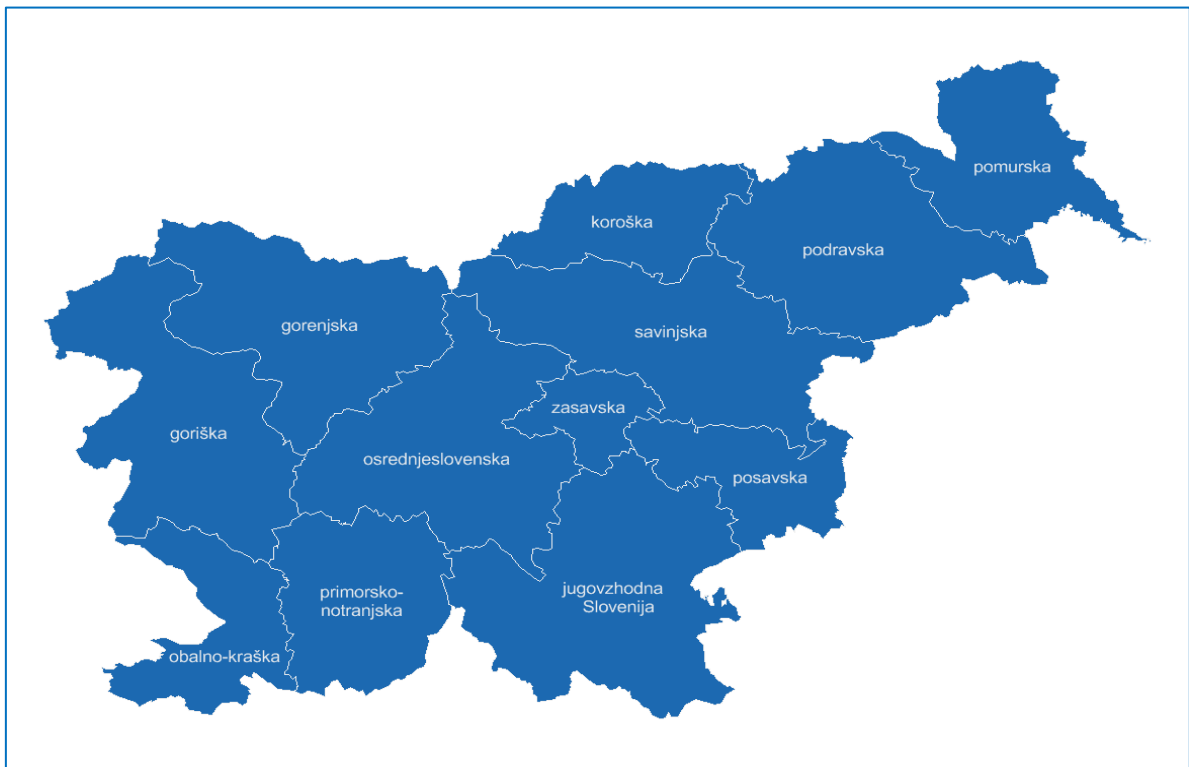 pomurska
koroška
podravska
gorenjska
savinjska
zasavska
goriška
osrednjeslovenska
posavska
primorsko-
notranjska
jugovzhodna
Slovenija
obalno-kraška